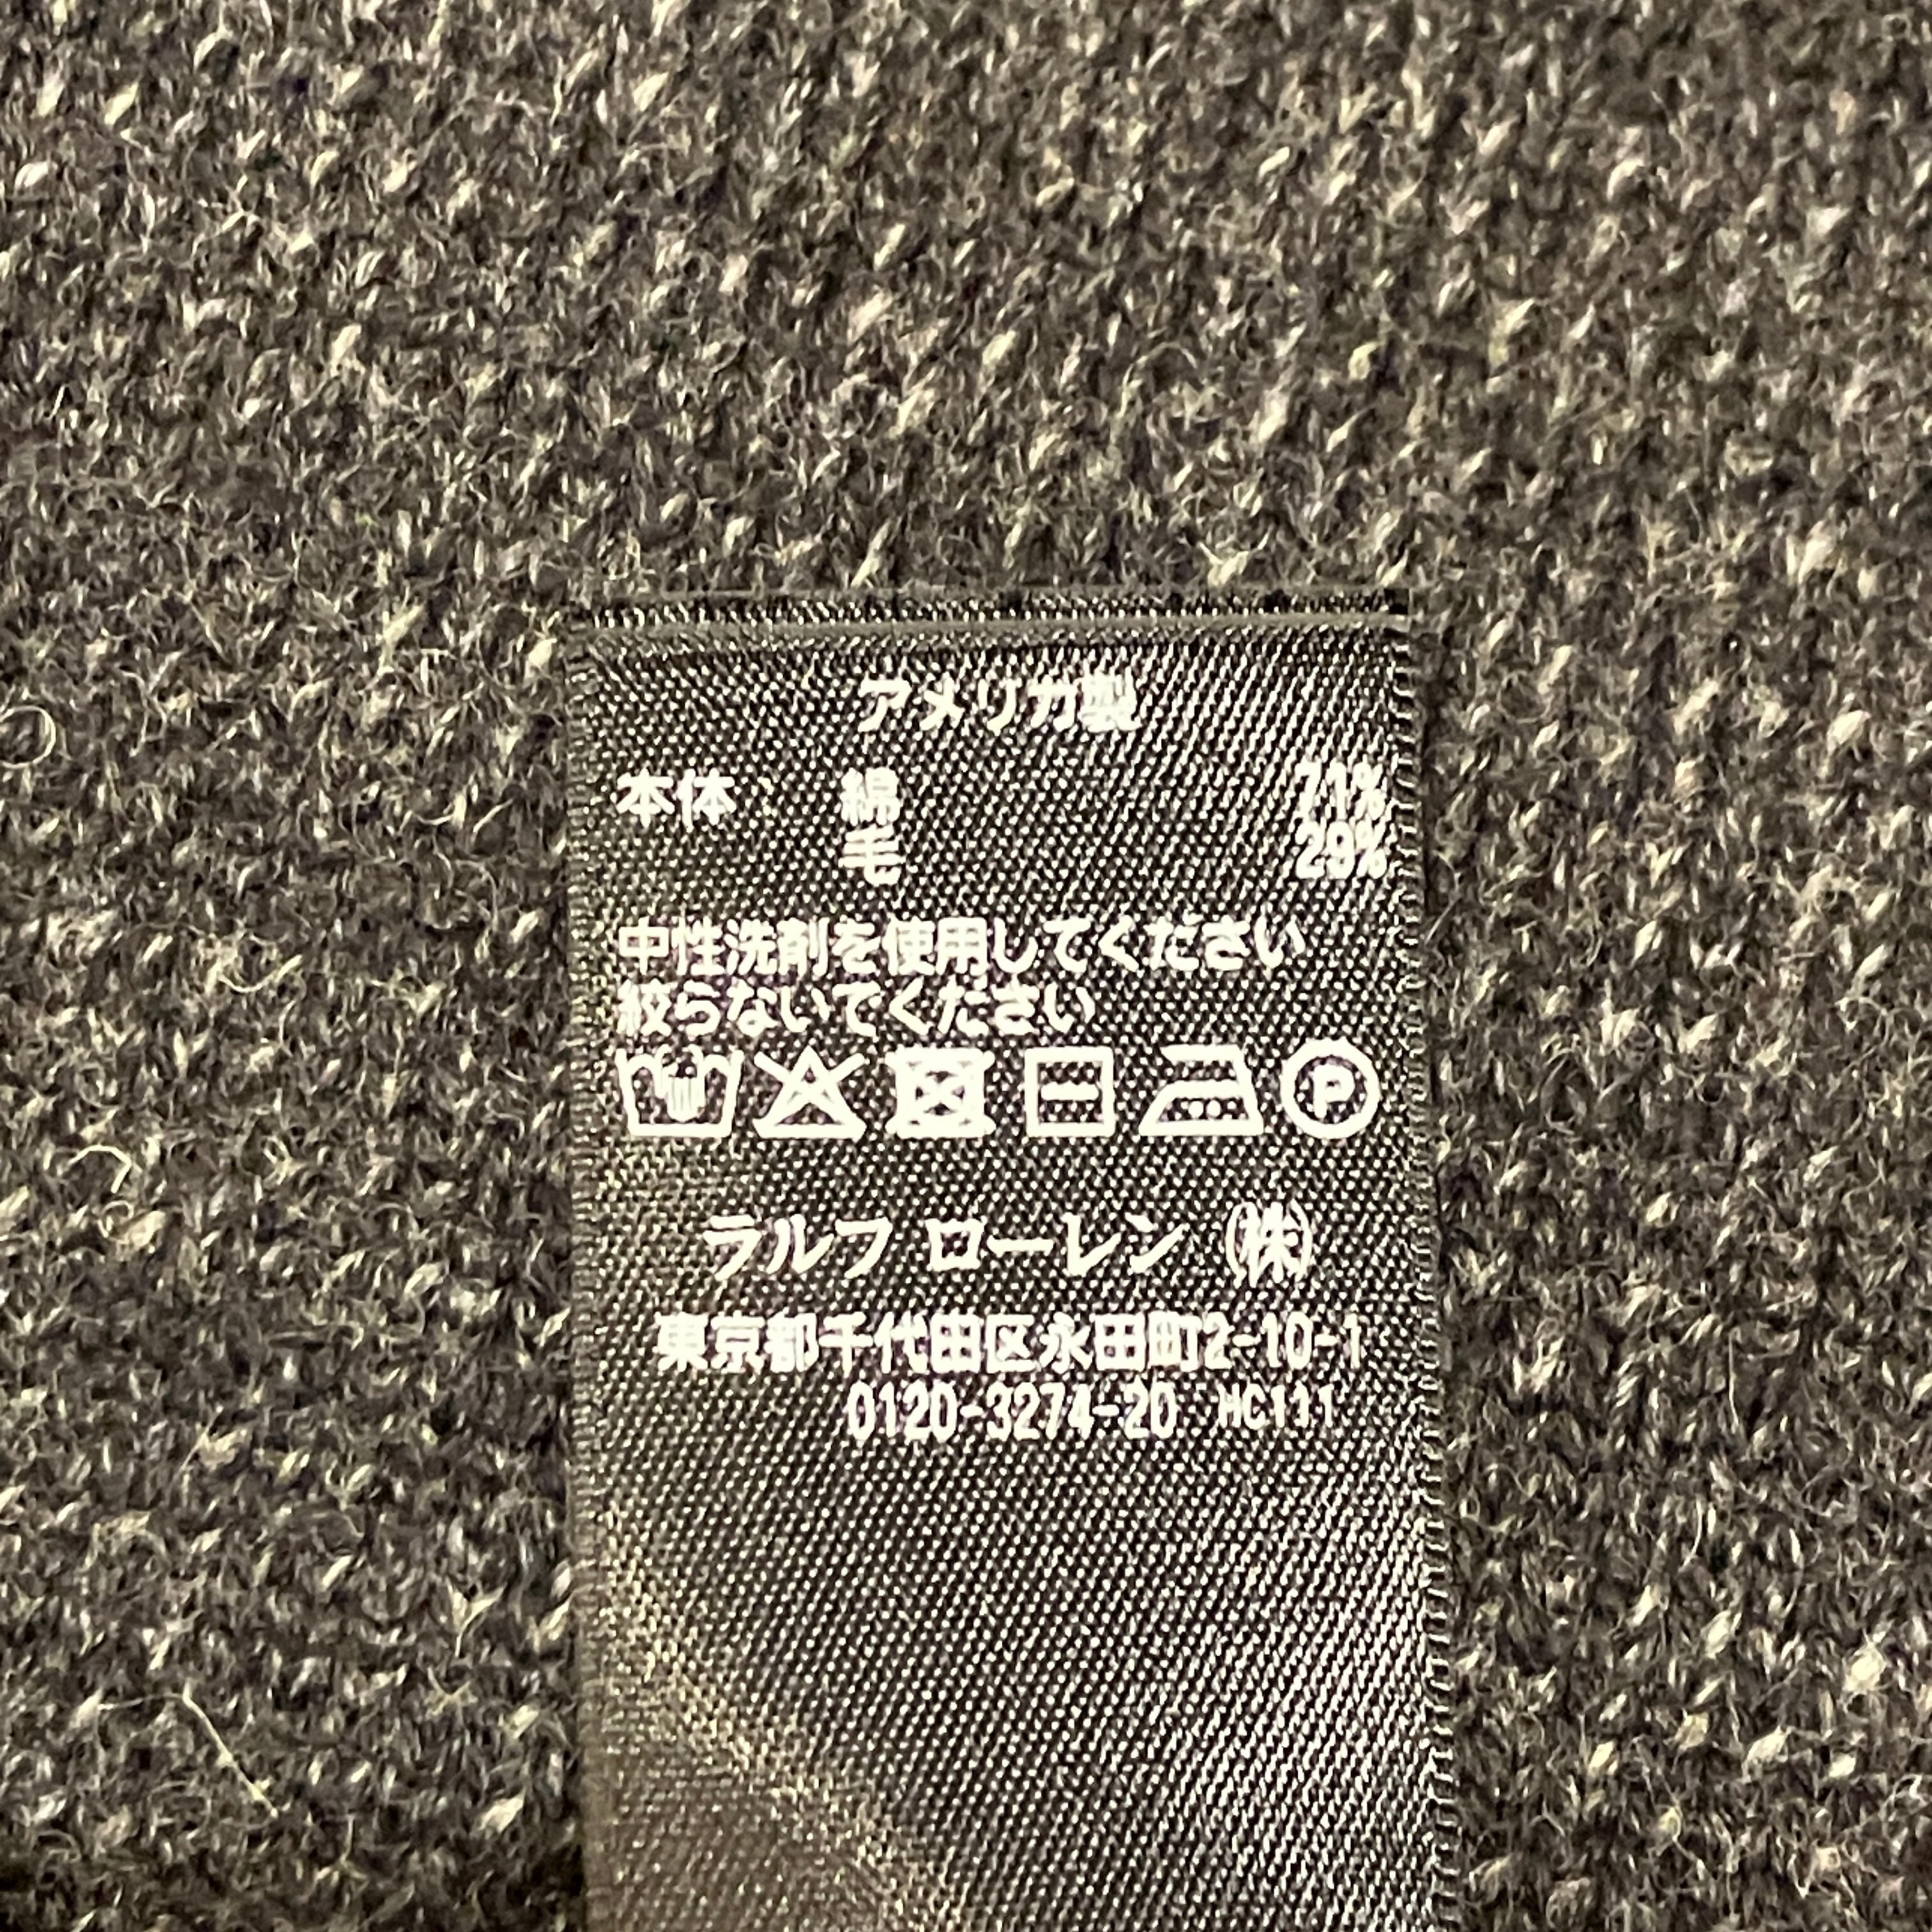 アメリカ製
本体: 綿 71%
毛 29%
中性洗剤を使用してください
絞らないでください
P
ラルフ ローレン (株)
東京都千代田区永田町2-10-1
0120-3274-20 HC111